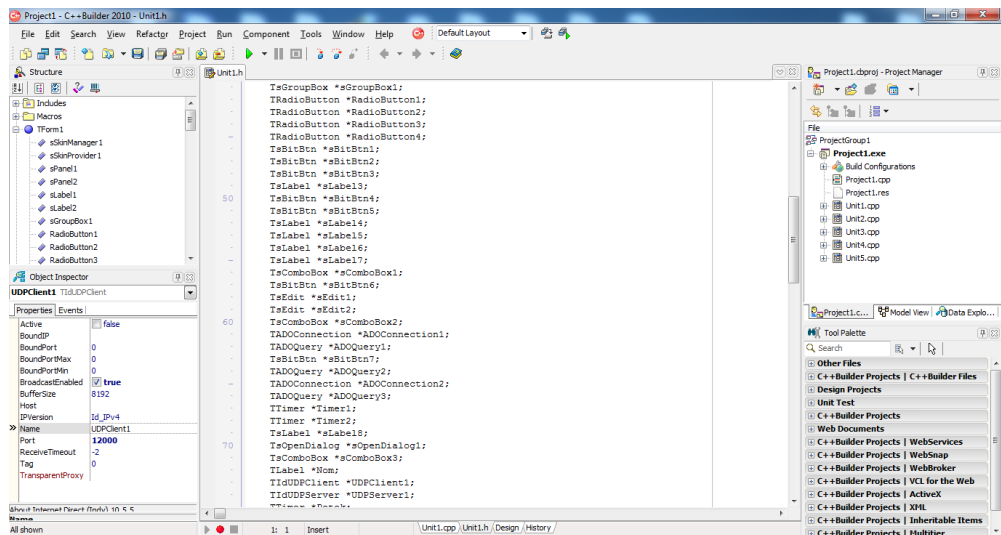 Project1 - C++Builder 2010 - Unit1.h
File Edit Search View Refactor Project Run Component Tools Window Help Default Layout
Structure
Includes
Macros
TForm1
sSkinManager1
sSkinProvider1
sPanel1
sPanel2
sLabel1
sLabel2
sGroupBox1
RadioButton1
RadioButton2
RadioButton3
Object Inspector
UDPClient1 TIdUDPClient
Properties Events
Active false
BoundIP
BoundPort 0
BoundPortMax 0
BoundPortMin 0
BroadcastEnabled true
BufferSize 8192
Host
IPVersion Id_IPv4
Name UDPClient1
Port 12000
ReceiveTimeout -2
Tag 0
TransparentProxy
About Internet Direct (Indy) 10.5.5
Name
All shown
Unit1.h
TsGroupBox *sGroupBox1;
TRadioButton *RadioButton1;
TRadioButton *RadioButton2;
TRadioButton *RadioButton3;
TRadioButton *RadioButton4;
TsBitBtn *sBitBtn1;
TsBitBtn *sBitBtn2;
TsBitBtn *sBitBtn3;
TsLabel *sLabel3;
50 TsBitBtn *sBitBtn4;
TsBitBtn *sBitBtn5;
TsLabel *sLabel4;
TsLabel *sLabel5;
TsLabel *sLabel6;
TsLabel *sLabel7;
TsComboBox *sComboBox1;
TsBitBtn *sBitBtn6;
TsEdit *sEdit1;
TsEdit *sEdit2;
60 TsComboBox *sComboBox2;
TADOConnection *ADOConnection1;
TADOQuery *ADOQuery1;
TsBitBtn *sBitBtn7;
TADOQuery *ADOQuery2;
TADOConnection *ADOConnection2;
TADOQuery *ADOQuery3;
TTimer *Timer1;
TTimer *Timer2;
TsLabel *sLabel8;
70 TsOpenDialog *sOpenDialog1;
TsComboBox *sComboBox3;
TLabel *Nom;
TIdUDPClient *UDPClient1;
TIdUDPServer *UDPServer1;
1: 1 Insert Unit1.cpp Unit1.h Design History
Project1.cbproj - Project Manager
File
ProjectGroup1
Project1.exe
Build Configurations
Project1.cpp
Project1.res
Unit1.cpp
Unit2.cpp
Unit3.cpp
Unit4.cpp
Unit5.cpp
Project1.c... Model View Data Explo...
Tool Palette
Search
Other Files
C++Builder Projects | C++Builder Files
Design Projects
Unit Test
C++Builder Projects
Web Documents
C++Builder Projects | WebServices
C++Builder Projects | WebSnap
C++Builder Projects | WebBroker
C++Builder Projects | VCL for the Web
C++Builder Projects | ActiveX
C++Builder Projects | XML
C++Builder Projects | Inheritable Items
C++Builder Projects | Multitier